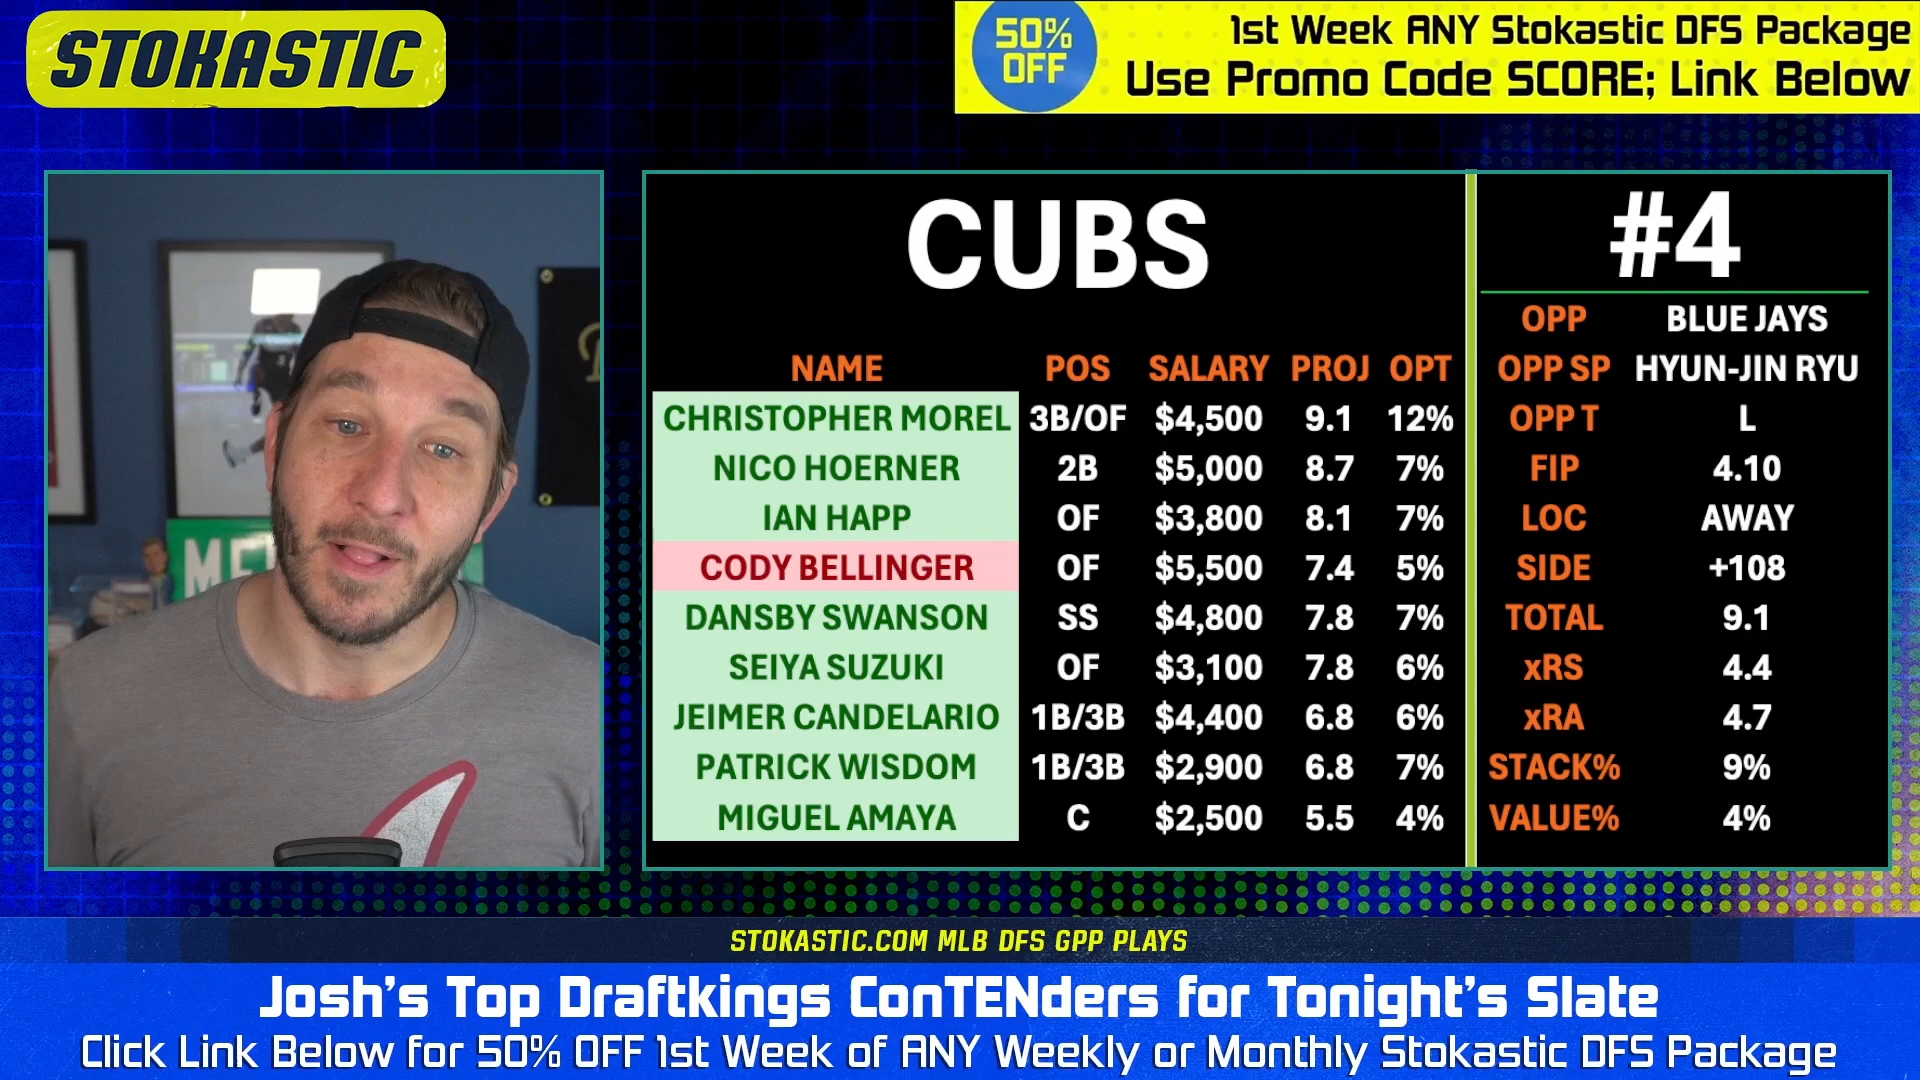 STOKASTIC
50% OFF
1st Week ANY Stokastic DFS Package
Use Promo Code SCORE; Link Below
ME
CUBS
NAME POS SALARY PROJ OPT
CHRISTOPHER MOREL 3B/OF $4,500 9.1 12%
NICO HOERNER 2B $5,000 8.7 7%
IAN HAPP OF $3,800 8.1 7%
CODY BELLINGER OF $5,500 7.4 5%
DANSBY SWANSON SS $4,800 7.8 7%
SEIYA SUZUKI OF $3,100 7.8 6%
JEIMER CANDELARIO 1B/3B $4,400 6.8 6%
PATRICK WISDOM 1B/3B $2,900 6.8 7%
MIGUEL AMAYA C $2,500 5.5 4%
#4
OPP BLUE JAYS
OPP SP HYUN-JIN RYU
OPP T L
FIP 4.10
LOC AWAY
SIDE +108
TOTAL 9.1
xRS 4.4
xRA 4.7
STACK% 9%
VALUE% 4%
STOKASTIC.COM MLB DFS GPP PLAYS
Josh's Top Draftkings ConTENders for Tonight's Slate
Click Link Below for 50% OFF 1st Week of ANY Weekly or Monthly Stokastic DFS Package